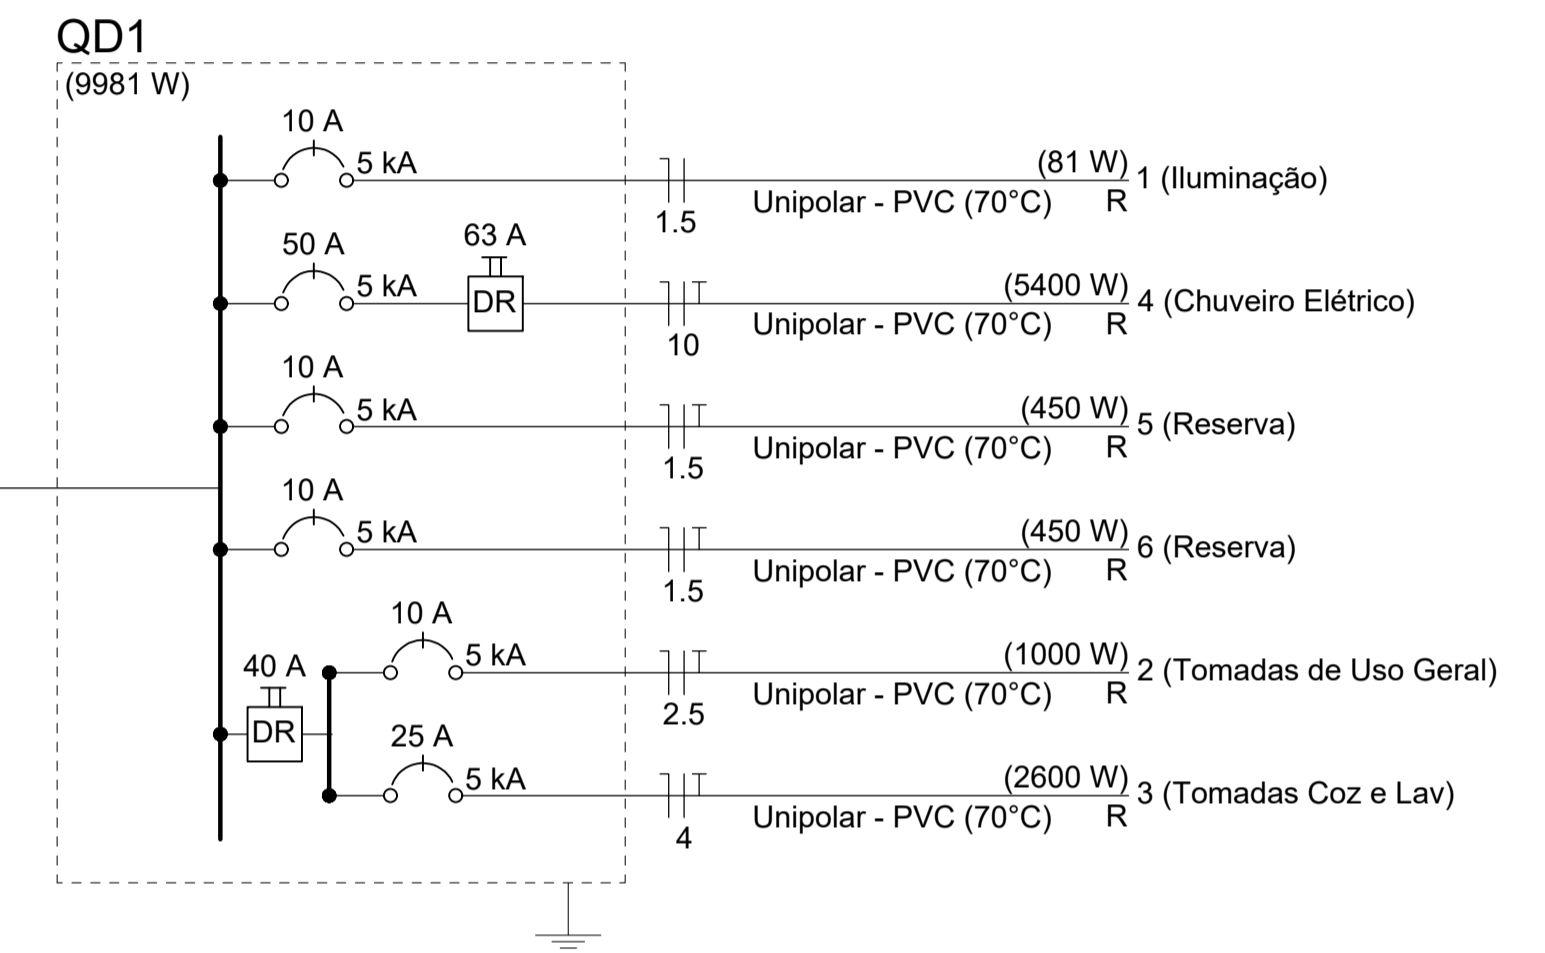 QD1
(9981 W)
10 A
5 kA
1.5
(81 W)
Unipolar - PVC (70°C)
R
1 (Iluminação)
50 A
5 kA
63 A
DR
10
(5400 W)
Unipolar - PVC (70°C)
R
4 (Chuveiro Elétrico)
10 A
5 kA
1.5
(450 W)
Unipolar - PVC (70°C)
R
5 (Reserva)
10 A
5 kA
1.5
(450 W)
Unipolar - PVC (70°C)
R
6 (Reserva)
40 A
DR
10 A
5 kA
2.5
(1000 W)
Unipolar - PVC (70°C)
R
2 (Tomadas de Uso Geral)
25 A
5 kA
4
(2600 W)
Unipolar - PVC (70°C)
R
3 (Tomadas Coz e Lav)